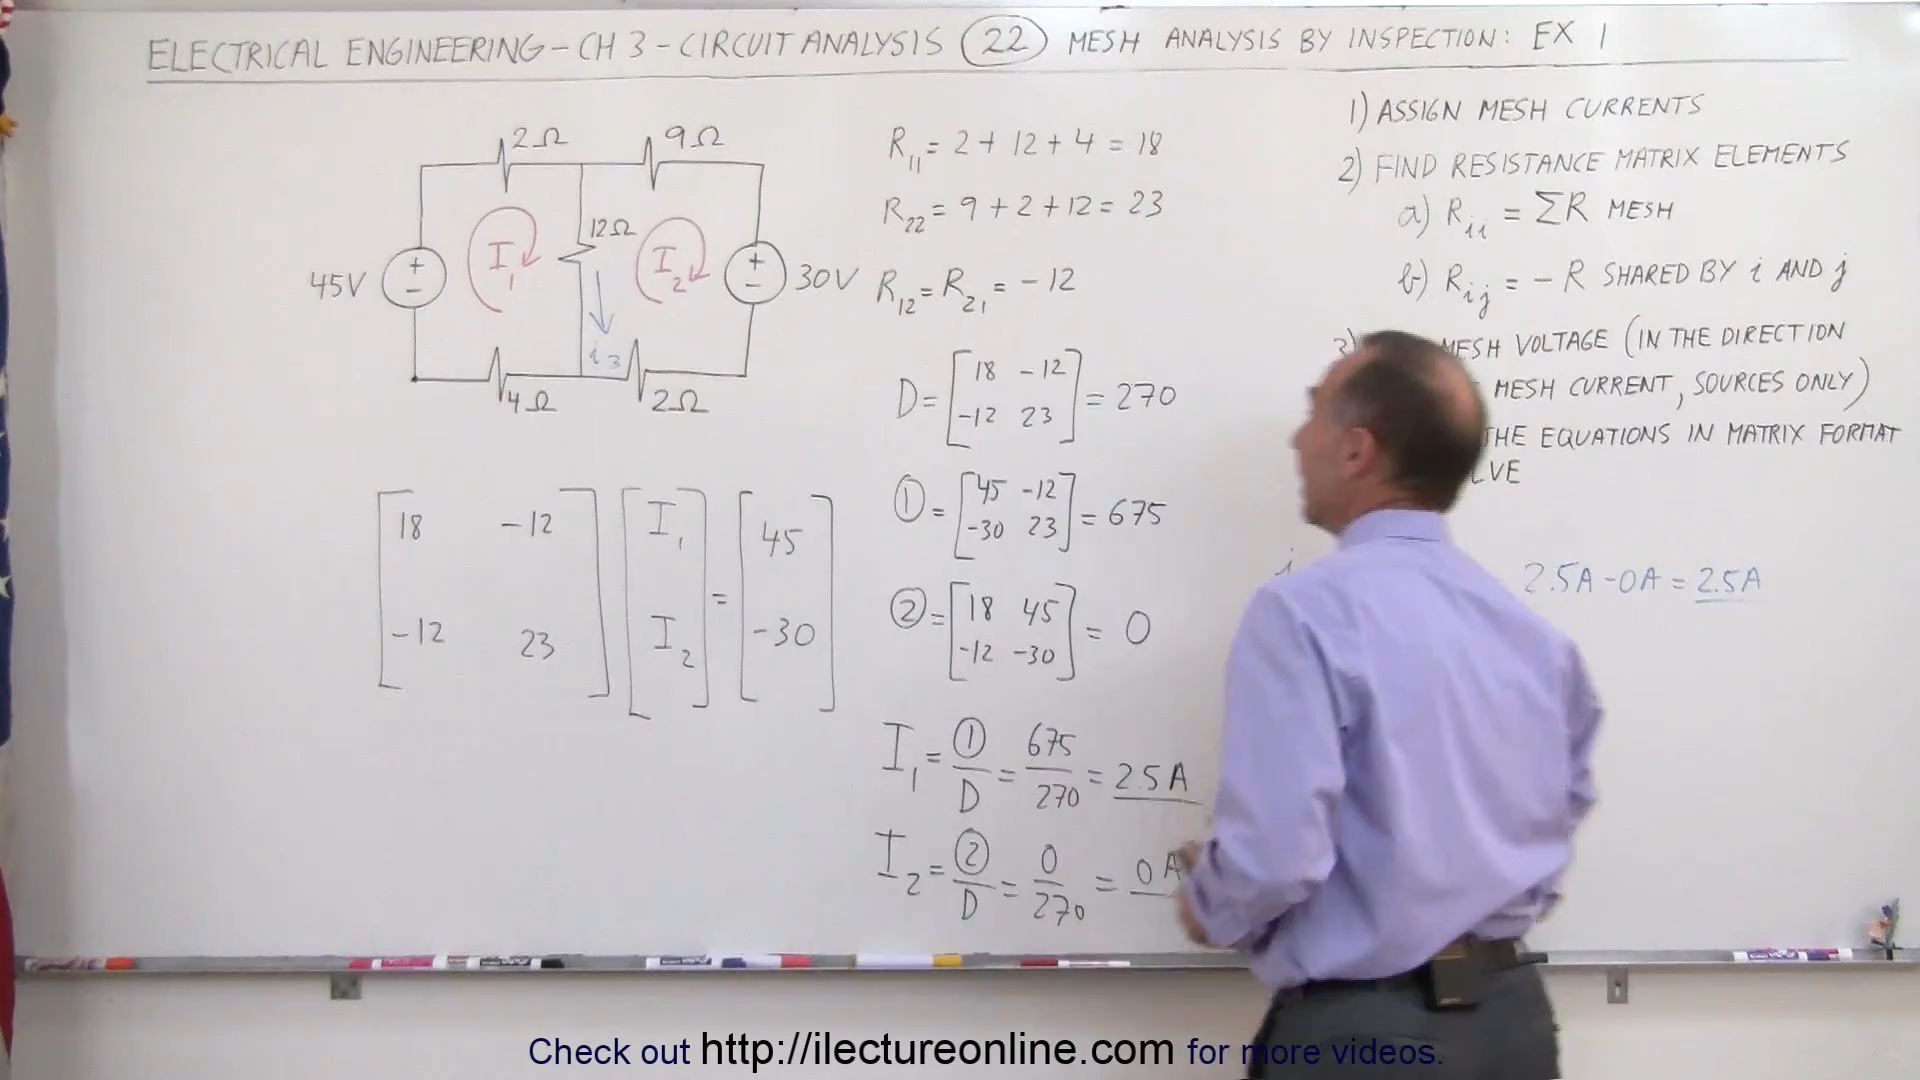 ELECTRICAL ENGINEERING - CH 3 - CIRCUIT ANALYSIS 22 MESH ANALYSIS BY INSPECTION: EX 1
2Ω 9Ω
12Ω
45V + - I₁ I₂ + - 30V
i₃
4Ω 2Ω
[18 -12] [I₁] = [45]
[-12 23] [I₂] [-30]
R₁₁ = 2 + 12 + 4 = 18
R₂₂ = 9 + 2 + 12 = 23
R₁₂ = R₂₁ = -12
D = [18 -12
-12 23] = 270
① = [45 -12
-30 23] = 675
② = [18 45
-12 -30] = 0
I₁ = ①/D = 675/270 = 2.5 A
I₂ = ②/D = 0/270 = 0 A
1) ASSIGN MESH CURRENTS
2) FIND RESISTANCE MATRIX ELEMENTS
a) Rᵢᵢ = ΣR MESH
b) Rᵢⱼ = - R SHARED BY i AND j
3) MESH VOLTAGE (IN THE DIRECTION
MESH CURRENT, SOURCES ONLY)
THE EQUATIONS IN MATRIX FORMAT
2.5A - 0A = 2.5A
Check out http://ilectureonline.com for more videos.